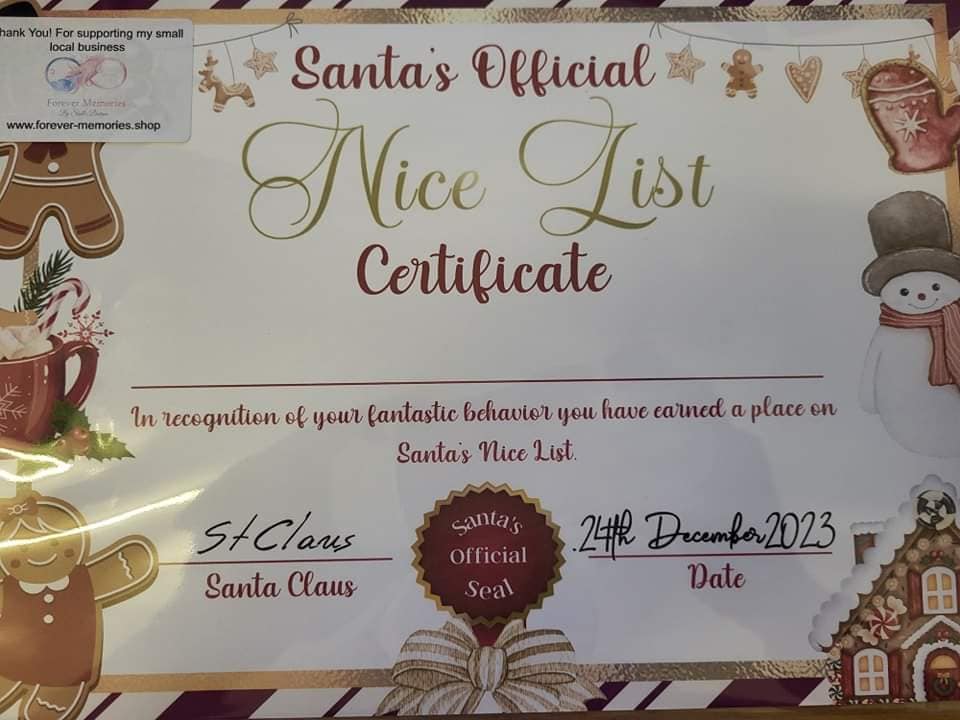 hank You! For supporting my small
local business
Forever Memories
www.forever-memories.shop
Santa's Official
Nice List
Certificate
In recognition of your fantastic behavior you have earned a place on
Santa's Nice List.
St Claus
Santa Claus
Santa's
Official
Seal
.24th December 2023
Date